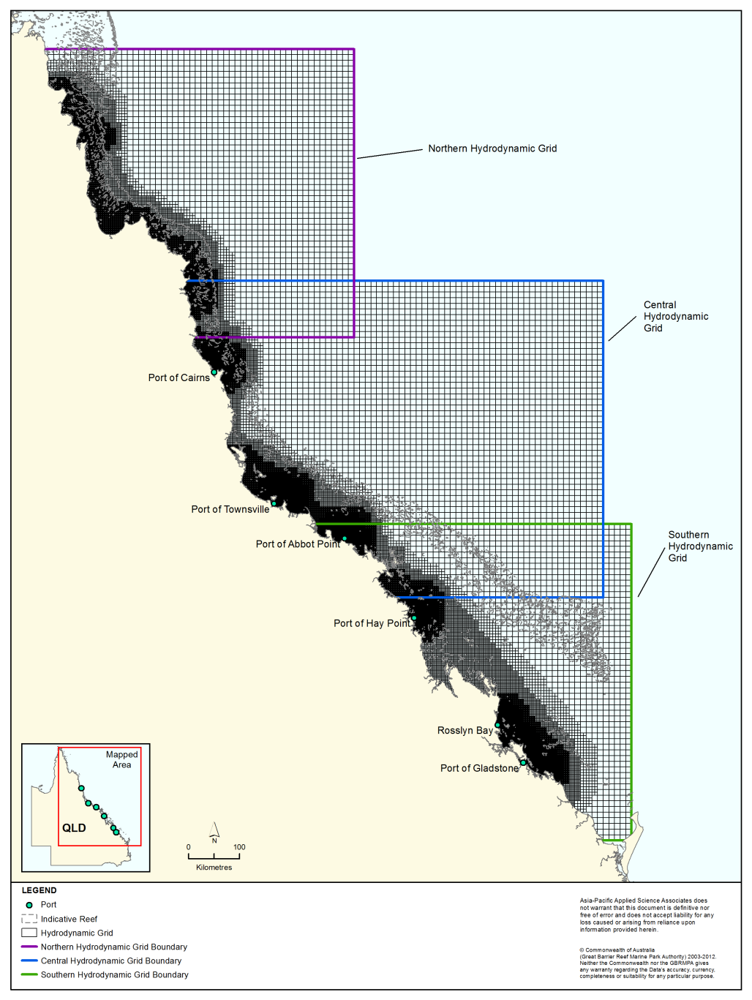 Northern Hydrodynamic Grid
Central
Hydrodynamic
Grid
Port of Cairns
Port of Townsville
Port of Abbot Point
Southern
Hydrodynamic
Grid
Port of Hay Point
Rosslyn Bay
Port of Gladstone
Mapped
Area
QLD
N
0 100
Kilometres
LEGEND
Port
Indicative Reef
Hydrodynamic Grid
Northern Hydrodynamic Grid Boundary
Central Hydrodynamic Grid Boundary
Southern Hydrodynamic Grid Boundary
Asia-Pacific Applied Science Associates does
not warrant that this document is definitive nor
free of error and does not accept liability for any
loss caused or arising from reliance upon
information provided herein.
© Commonwealth of Australia
(Great Barrier Reef Marine Park Authority) 2003-2012.
Neither the Commonwealth nor the GBRMPA gives
any warranty regarding the Data's accuracy, currency,
completeness or suitability for any particular purpose.